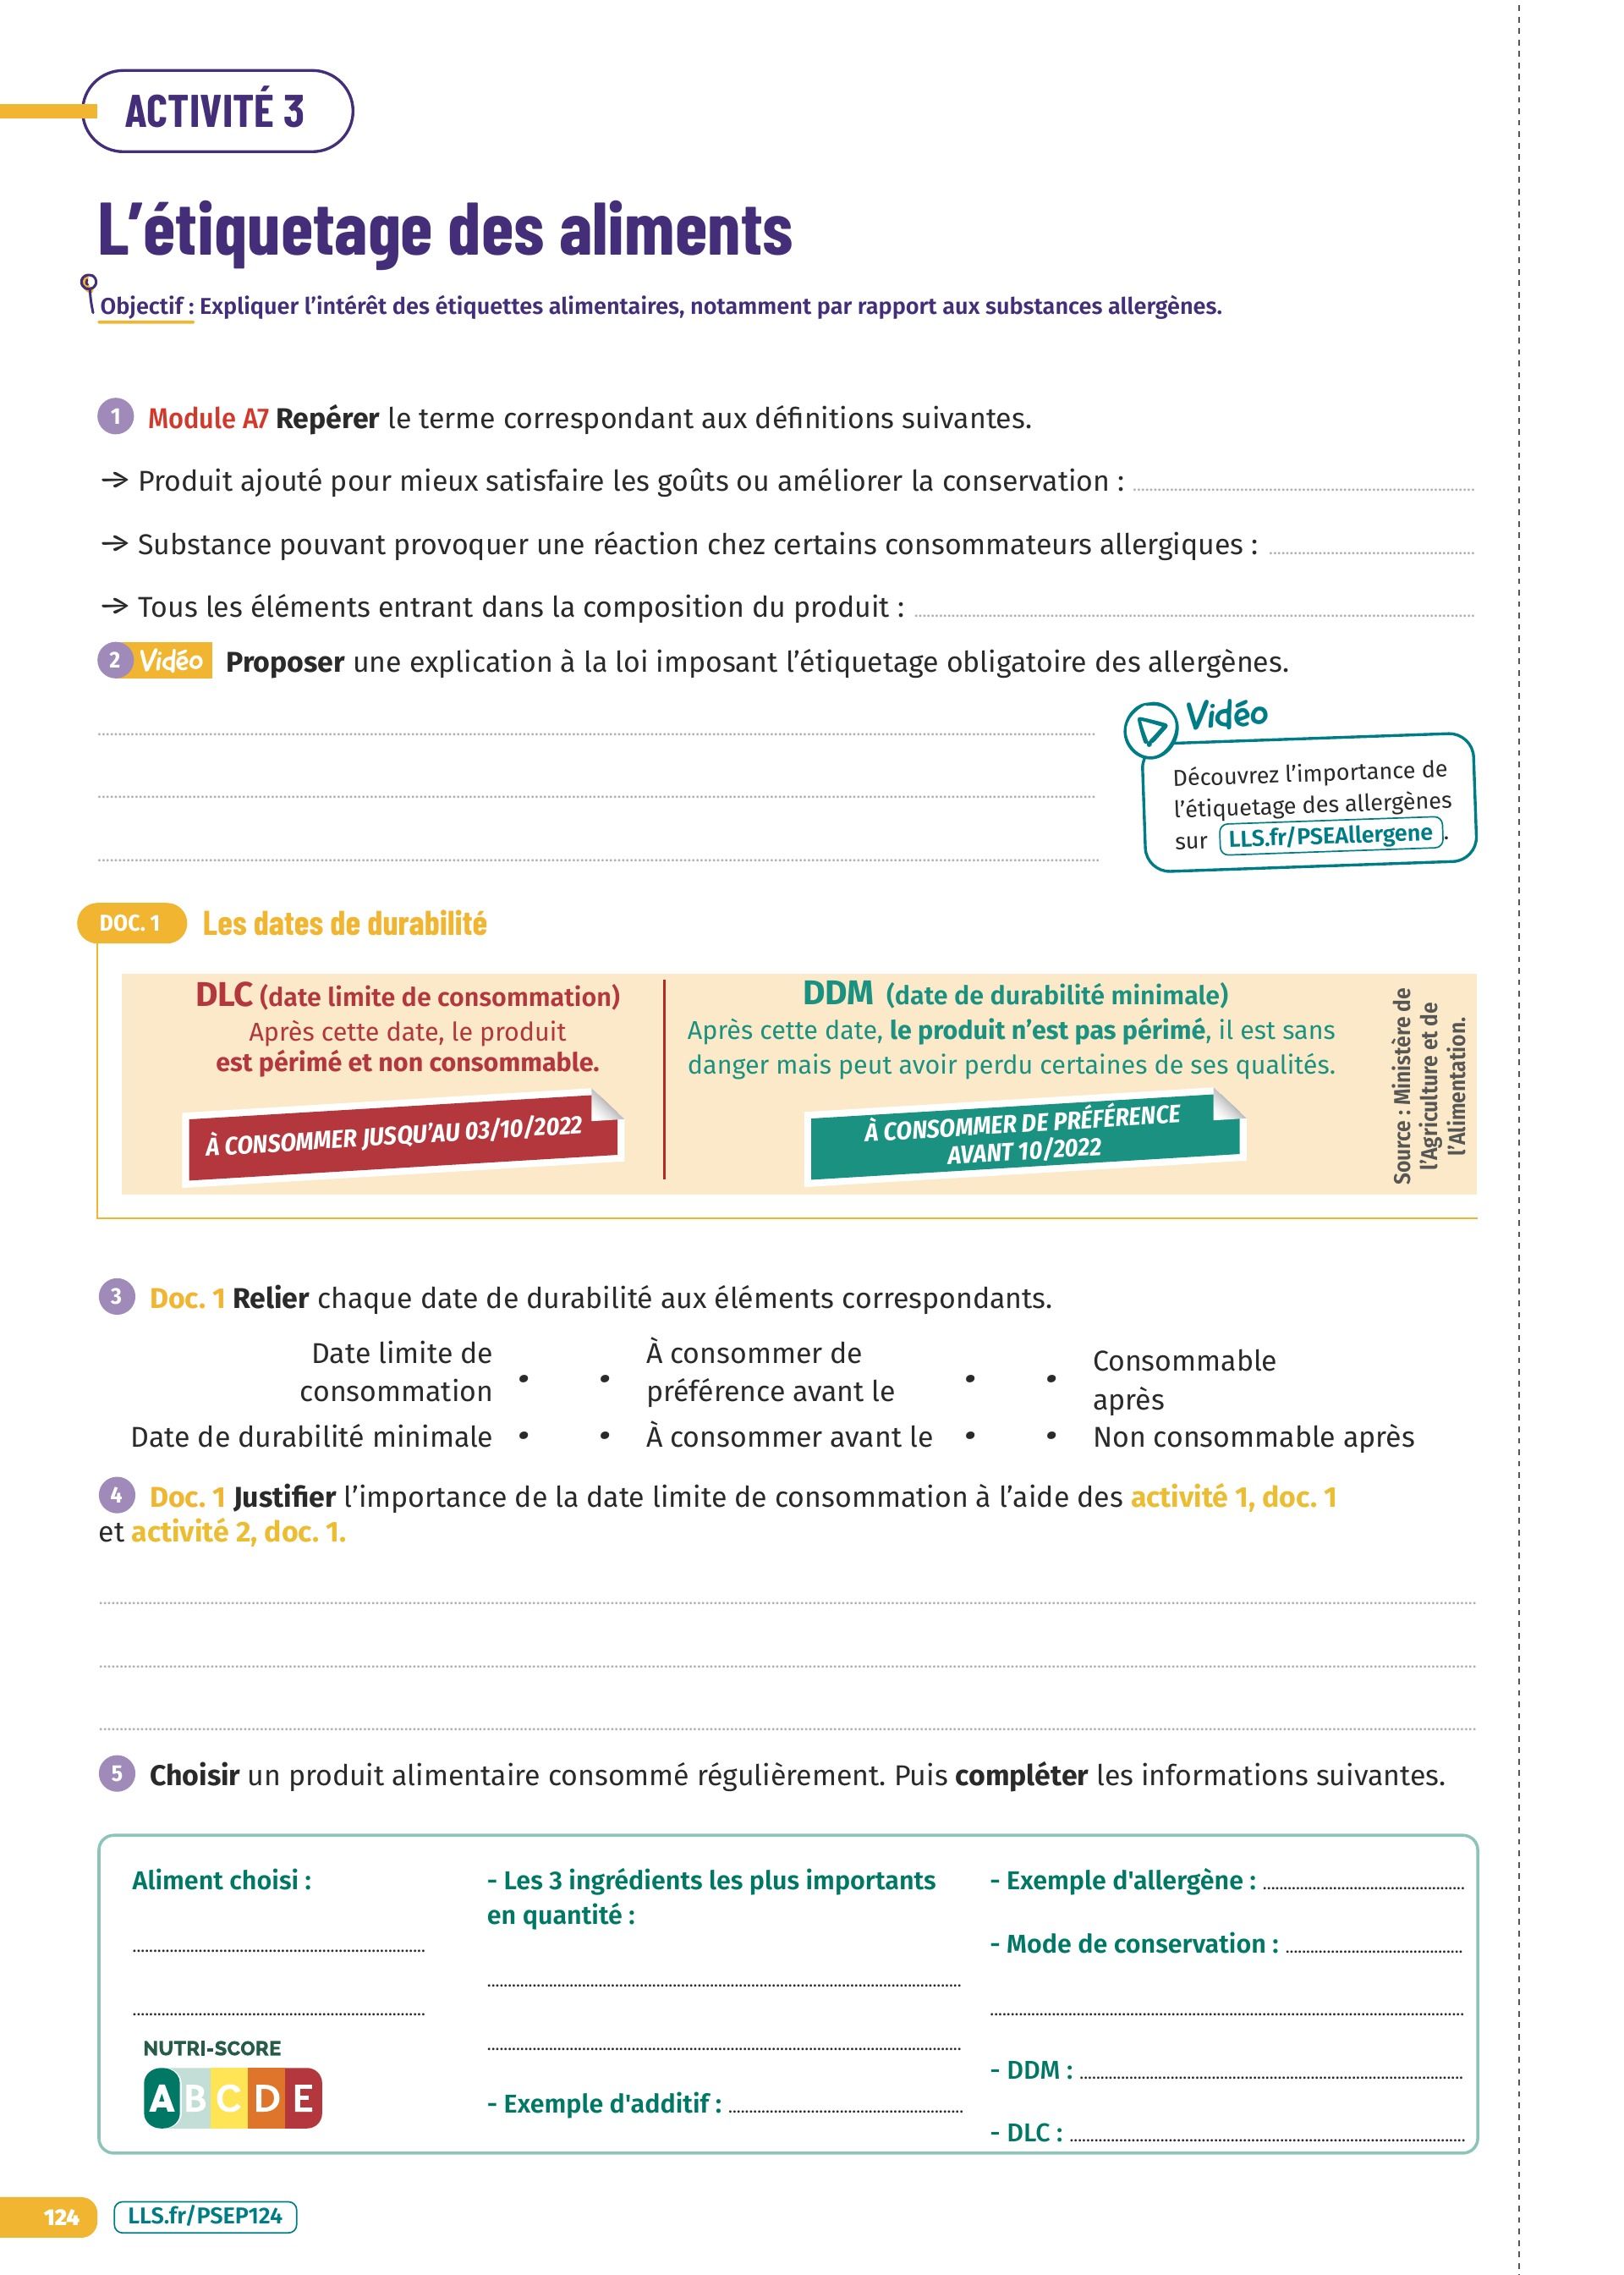 ACTIVITÉ 3
L'étiquetage des aliments
Objectif : Expliquer l'intérêt des étiquettes alimentaires, notamment par rapport aux substances allergènes.
1 Module A7 Repérer le terme correspondant aux définitions suivantes.
→ Produit ajouté pour mieux satisfaire les goûts ou améliorer la conservation :
→ Substance pouvant provoquer une réaction chez certains consommateurs allergiques :
→ Tous les éléments entrant dans la composition du produit :
2 Vidéo Proposer une explication à la loi imposant l'étiquetage obligatoire des allergènes.
Vidéo
Découvrez l'importance de
l'étiquetage des allergènes
sur LLS.fr/PSEAllergene.
DOC. 1 Les dates de durabilité
DLC (date limite de consommation)
Après cette date, le produit
est périmé et non consommable.
À CONSOMMER JUSQU'AU 03/10/2022
DDM (date de durabilité minimale)
Après cette date, le produit n'est pas périmé, il est sans
danger mais peut avoir perdu certaines de ses qualités.
À CONSOMMER DE PRÉFÉRENCE
AVANT 10/2022
Source : Ministère de
l'Agriculture et de
l'Alimentation.
3 Doc. 1 Relier chaque date de durabilité aux éléments correspondants.
Date limite de
consommation
•
•
À consommer de
préférence avant le
•
•
Consommable
après
Date de durabilité minimale • • À consommer avant le • • Non consommable après
4 Doc. 1 Justifier l'importance de la date limite de consommation à l'aide des activité 1, doc. 1
et activité 2, doc. 1.
5 Choisir un produit alimentaire consommé régulièrement. Puis compléter les informations suivantes.
Aliment choisi :
NUTRI-SCORE
A B C D E
- Les 3 ingrédients les plus importants
en quantité :
- Exemple d'additif :
- Exemple d'allergène :
- Mode de conservation :
- DDM :
- DLC :
124 LLS.fr/PSEP124